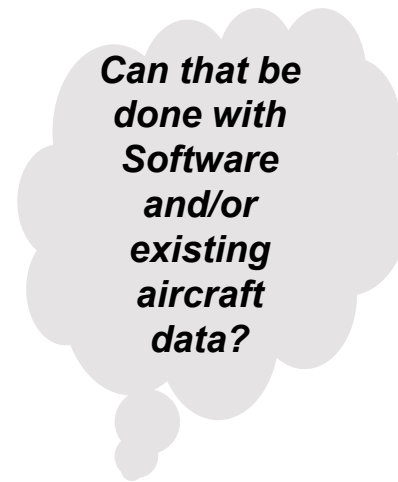 Can that be
done with
Software
and/or
existing
aircraft
data?